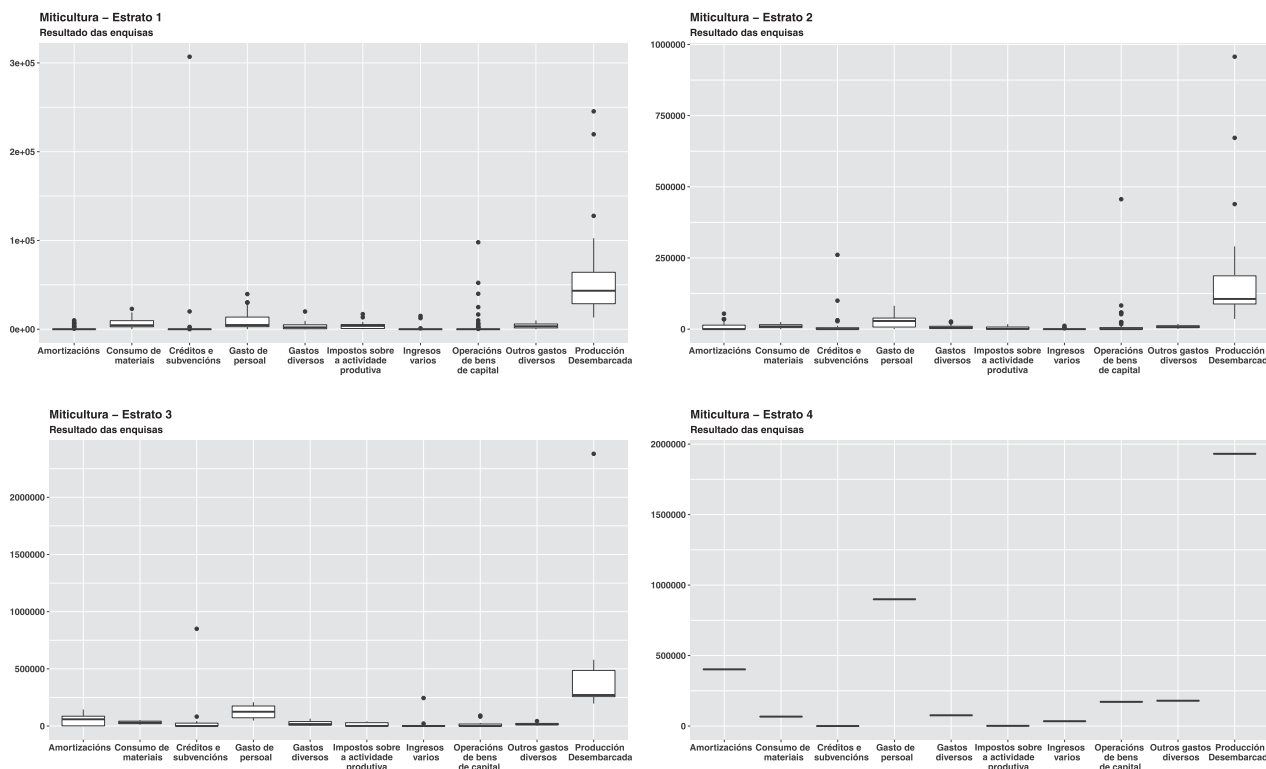 Miticultura – Estrato 1
Resultado das enquisas
3e+05
2e+05
1e+05
0e+00
Amortizacións Consumo de Créditos e Gasto de Gastos Impostos sobre Ingresos Operacións Outros gastos Producción
materiais subvencións persoal diversos a actividade varios de bens diversos Desembarcada
produtiva de capital
Miticultura – Estrato 2
Resultado das enquisas
1000000
750000
500000
250000
0
Amortizacións Consumo de Créditos e Gasto de Gastos Impostos sobre Ingresos Operacións Outros gastos Producción
materiais subvencións persoal diversos a actividade varios de bens diversos Desembarcad
produtiva de capital
Miticultura – Estrato 3
Resultado das enquisas
2000000
1500000
1000000
500000
0
Amortizacións Consumo de Créditos e Gasto de Gastos Impostos sobre Ingresos Operacións Outros gastos Producción
materiais subvencións persoal diversos a actividade varios de bens diversos Desembarcada
produtiva de capital
Miticultura – Estrato 4
Resultado das enquisas
2000000
1500000
1000000
500000
0
Amortizacións Consumo de Créditos e Gasto de Gastos Impostos sobre Ingresos Operacións Outros gastos Producción
materiais subvencións persoal diversos a actividade varios de bens diversos Desembarcad
produtiva de capital